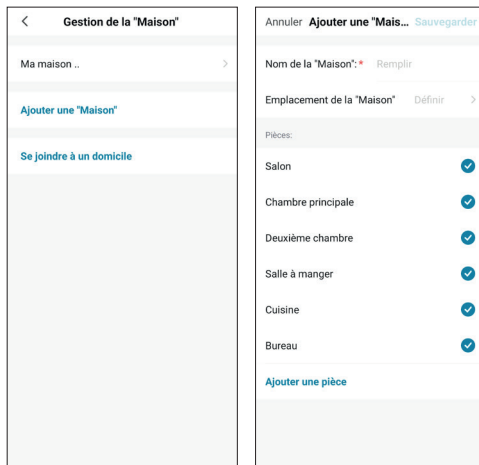 Gestion de la "Maison"
Ma maison ..
Ajouter une "Maison"
Se joindre à un domicile
Annuler Ajouter une "Mais... Sauvegarder
Nom de la "Maison": * Remplir
Emplacement de la "Maison" Définir
Pièces:
Salon
Chambre principale
Deuxième chambre
Salle à manger
Cuisine
Bureau
Ajouter une pièce